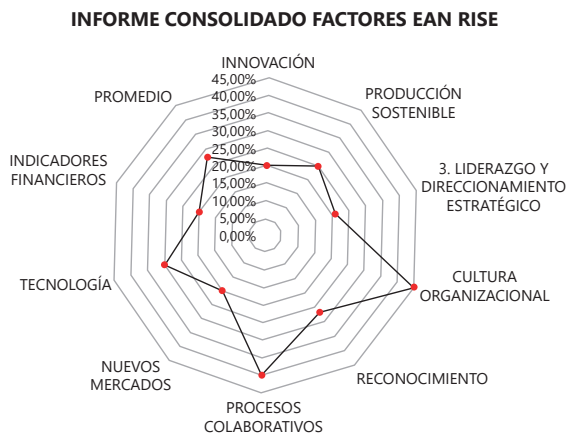 INFORME CONSOLIDADO FACTORES EAN RISE
INNOVACIÓN
45,00%
40,00%
35,00%
30,00%
25,00%
20,00%
15,00%
10,00%
5,00%
0,00%
PRODUCCIÓN
SOSTENIBLE
3. LIDERAZGO Y
DIRECCIONAMIENTO
ESTRATÉGICO
CULTURA
ORGANIZACIONAL
RECONOCIMIENTO
PROCESOS
COLABORATIVOS
NUEVOS
MERCADOS
TECNOLOGÍA
INDICADORES
FINANCIEROS
PROMEDIO